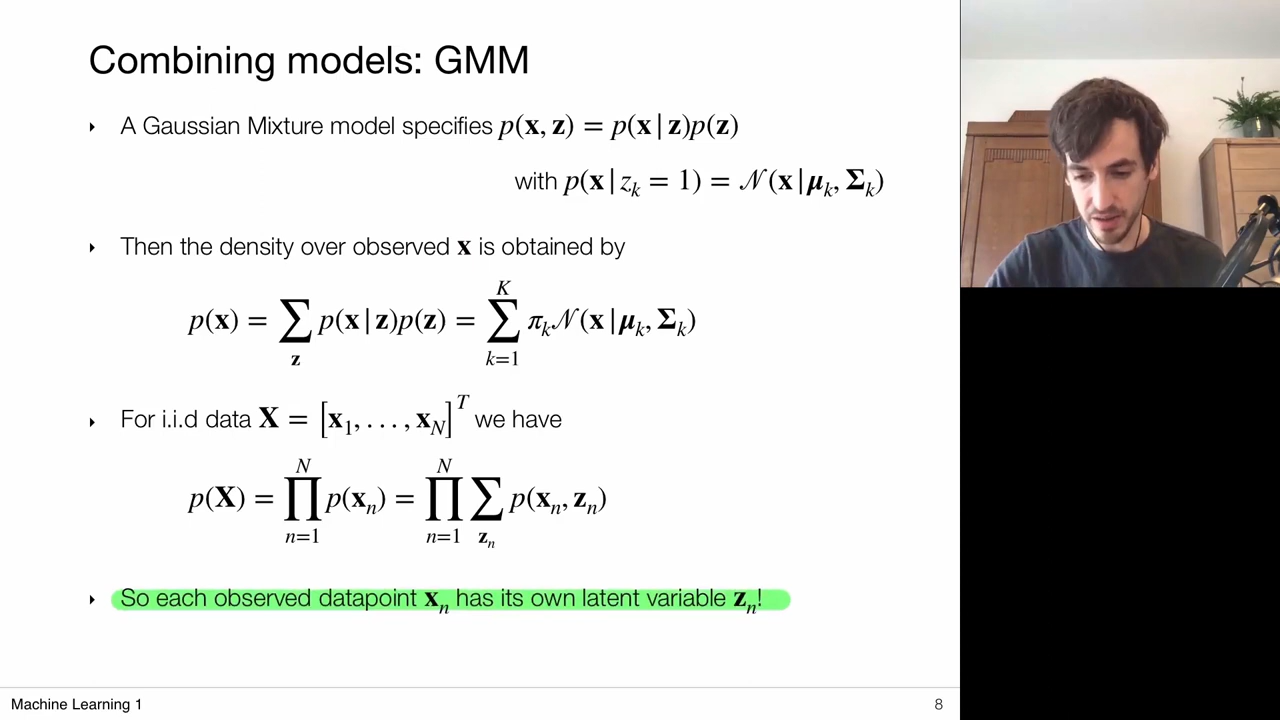 Combining models: GMM
‣ A Gaussian Mixture model specifies p(x, z) = p(x | z)p(z)
with p(x | z_k = 1) = 𝒩(x | μ_k, Σ_k)
‣ Then the density over observed x is obtained by
p(x) = ∑_z p(x | z)p(z) = ∑_{k=1}^{K} π_k 𝒩(x | μ_k, Σ_k)
‣ For i.i.d data X = [x_1, . . . , x_N]^T we have
p(X) = ∏_{n=1}^{N} p(x_n) = ∏_{n=1}^{N} ∑_{z_n} p(x_n, z_n)
‣ So each observed datapoint x_n has its own latent variable z_n!
Machine Learning 1
8